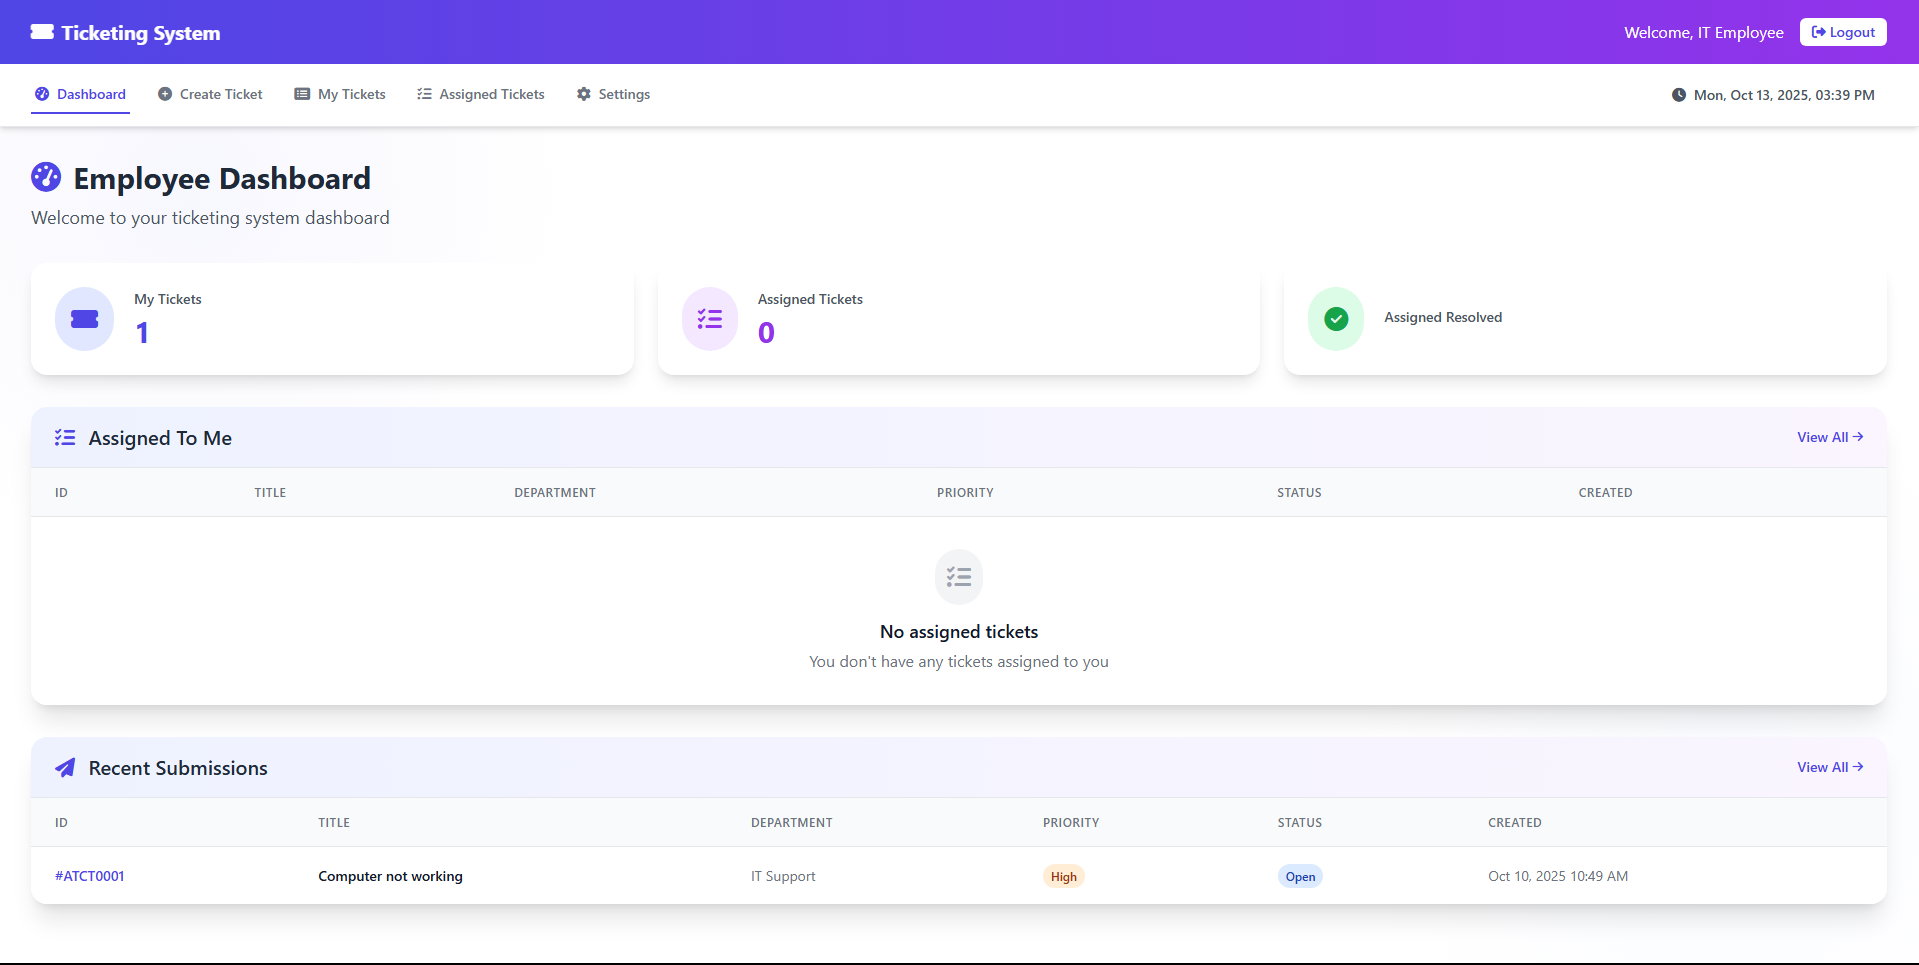 Ticketing System
Welcome, IT Employee
Logout
Dashboard
Create Ticket
My Tickets
Assigned Tickets
Settings
Mon, Oct 13, 2025, 03:39 PM
Employee Dashboard
Welcome to your ticketing system dashboard
My Tickets
1
Assigned Tickets
0
Assigned Resolved
Assigned To Me
View All
ID TITLE DEPARTMENT PRIORITY STATUS CREATED
No assigned tickets
You don't have any tickets assigned to you
Recent Submissions
View All
ID TITLE DEPARTMENT PRIORITY STATUS CREATED
#ATCT0001 Computer not working IT Support High Open Oct 10, 2025 10:49 AM